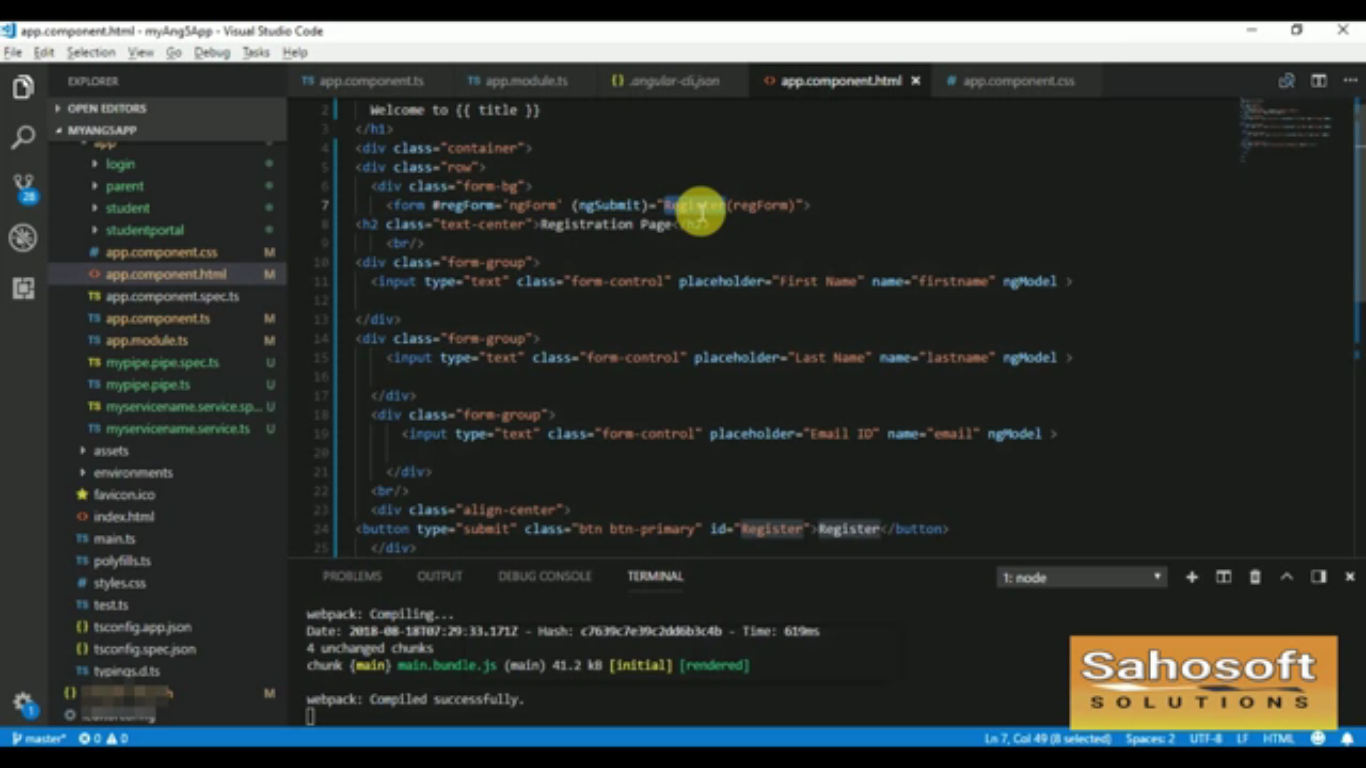 app.component.html - myAng5App - Visual Studio Code
File Edit Selection View Go Debug Tasks Help
EXPLORER
OPEN EDITORS
MYANG5APP
app
login
parent
student
studentportal
app.component.css M
app.component.html M
app.component.spec.ts
app.component.ts M
app.module.ts M
mypipe.pipe.spec.ts U
mypipe.pipe.ts U
myservicename.service.sp... U
myservicename.service.ts U
assets
environments
favicon.ico
index.html
main.ts
polyfills.ts
styles.css
test.ts
tsconfig.app.json
tsconfig.spec.json
typings.d.ts
M
28
1
app.component.ts app.module.ts .angular-cli.json app.component.html app.component.css
2 Welcome to {{ title }}
3 </h1>
4 <div class="container">
5 <div class="row">
6 <div class="form-bg">
7 <form #regForm='ngForm' (ngSubmit)="Register(regForm)">
8 <h2 class="text-center">Registration Page</h2>
9 <br/>
10 <div class="form-group">
11 <input type="text" class="form-control" placeholder="First Name" name="firstname" ngModel >
12
13 </div>
14 <div class="form-group">
15 <input type="text" class="form-control" placeholder="Last Name" name="lastname" ngModel >
16
17 </div>
18 <div class="form-group">
19 <input type="text" class="form-control" placeholder="Email ID" name="email" ngModel >
20
21 </div>
22 <br/>
23 <div class="align-center">
24 <button type="submit" class="btn btn-primary" id="Register">Register</button>
25 </div>
PROBLEMS OUTPUT DEBUG CONSOLE TERMINAL 1: node
webpack: Compiling...
Date: 2018-08-18T07:29:33.171Z - Hash: c7639c7e39c2dd6b3c4b - Time: 619ms
4 unchanged chunks
chunk {main} main.bundle.js (main) 41.2 kB [initial] [rendered]
webpack: Compiled successfully.
Sahosoft
SOLUTIONS
master* 0 0 Ln 7, Col 49 (8 selected) Spaces: 2 UTF-8 LF HTML